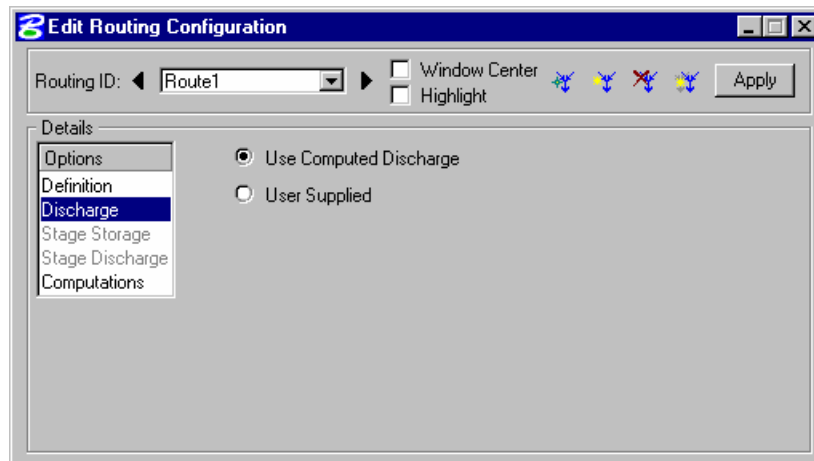 Edit Routing Configuration
Routing ID: Route1
Window Center
Highlight
Apply
Details
Options
Definition
Discharge
Stage Storage
Stage Discharge
Computations
Use Computed Discharge
User Supplied